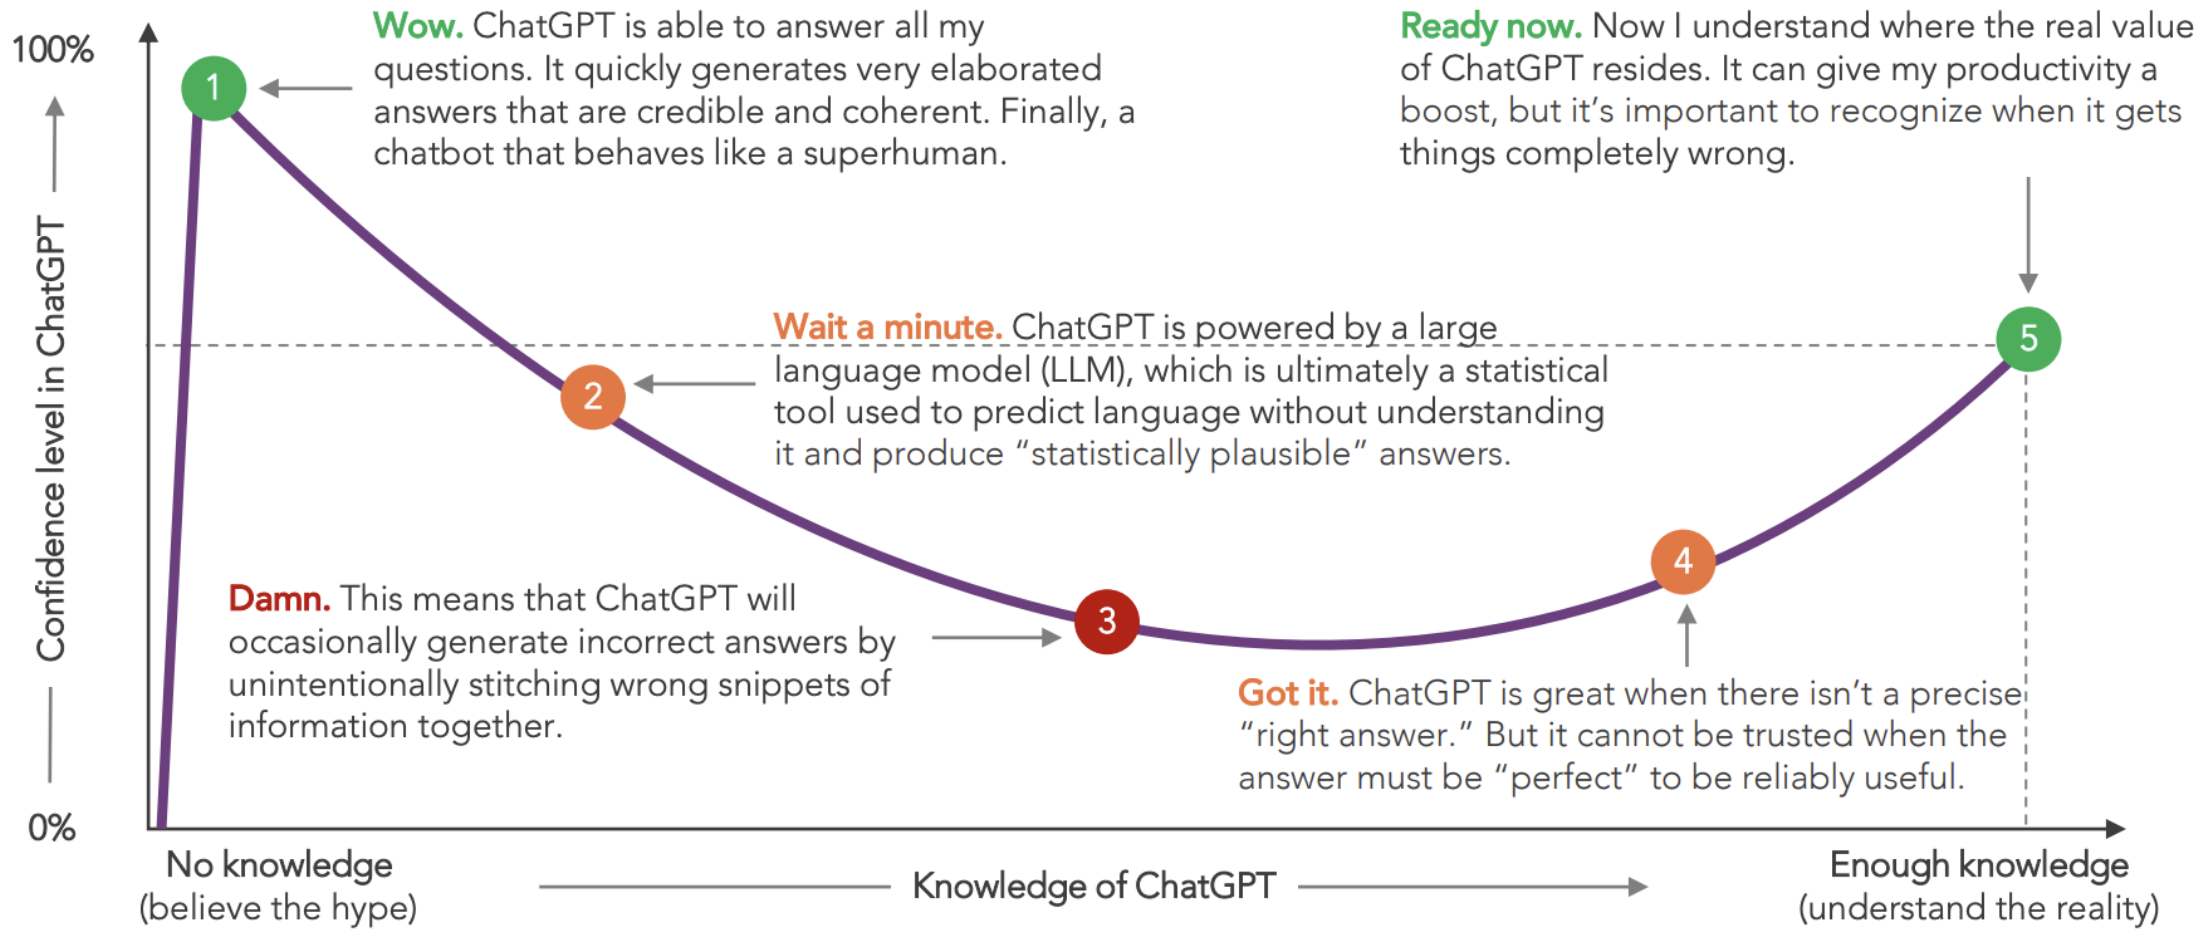 100%
Confidence level in ChatGPT
0%
1
Wow. ChatGPT is able to answer all my
questions. It quickly generates very elaborated
answers that are credible and coherent. Finally, a
chatbot that behaves like a superhuman.
Ready now. Now I understand where the real value
of ChatGPT resides. It can give my productivity a
boost, but it’s important to recognize when it gets
things completely wrong.
5
2
Wait a minute. ChatGPT is powered by a large
language model (LLM), which is ultimately a statistical
tool used to predict language without understanding
it and produce “statistically plausible” answers.
Damn. This means that ChatGPT will
occasionally generate incorrect answers by
unintentionally stitching wrong snippets of
information together.
3
4
Got it. ChatGPT is great when there isn’t a precise
“right answer.” But it cannot be trusted when the
answer must be “perfect” to be reliably useful.
No knowledge
(believe the hype)
Knowledge of ChatGPT
Enough knowledge
(understand the reality)